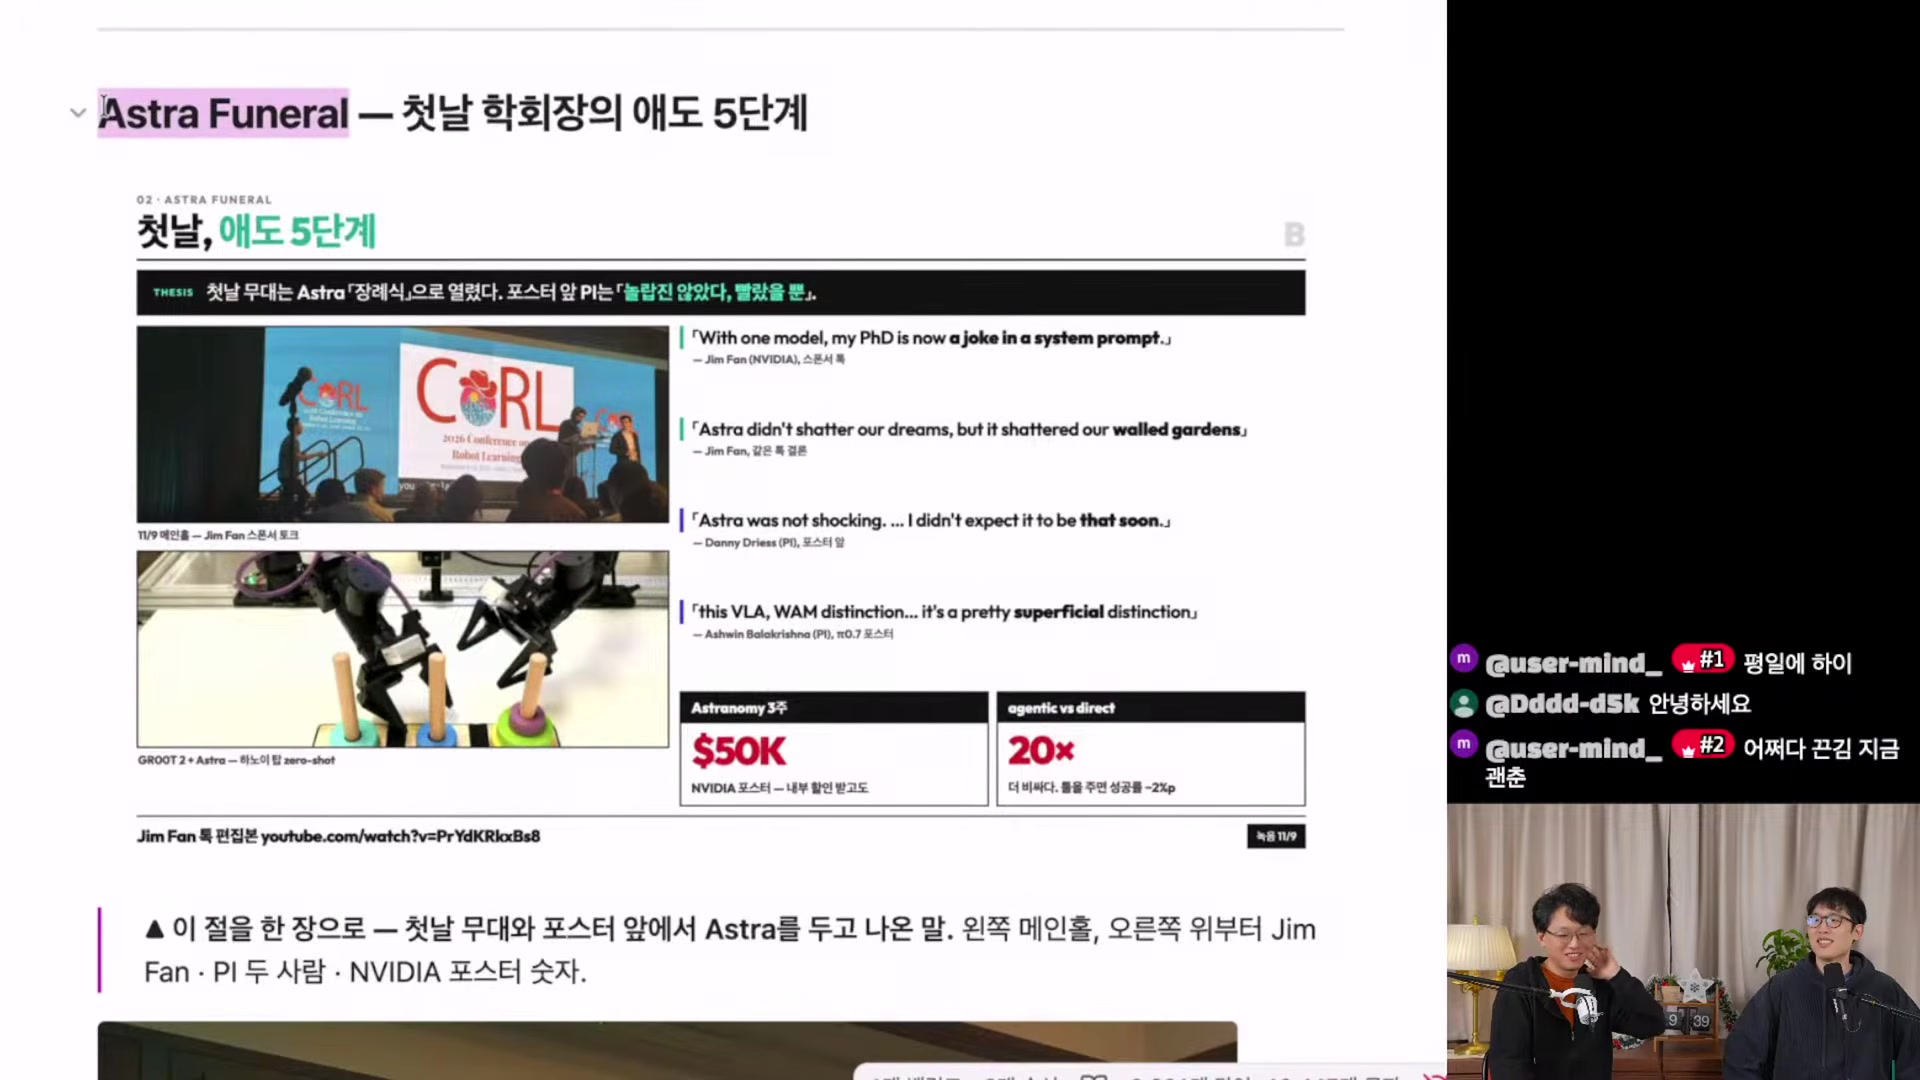 Astra Funeral — 첫날 학회장의 애도 5단계
02 · ASTRA FUNERAL
첫날, 애도 5단계
B
THESIS 첫날 무대는 Astra 「장례식」으로 열렸다. 포스터 앞 PI는 「놀랍진 않았다, 빨랐을 뿐」.
CORL
2026 Conference on
Robot Learning
11/9 메인홀 — Jim Fan 스폰서 토크
GR00T 2 + Astra — 하노이 탑 zero-shot
「With one model, my PhD is now a joke in a system prompt.」
— Jim Fan (NVIDIA), 스폰서 톡
「Astra didn't shatter our dreams, but it shattered our walled gardens」
— Jim Fan, 같은 톡 결론
「Astra was not shocking. ... I didn't expect it to be that soon.」
— Danny Driess (PI), 포스터 앞
「this VLA, WAM distinction... it's a pretty superficial distinction」
— Ashwin Balakrishna (PI), π0.7 포스터
Astranomy 3주
$50K
NVIDIA 포스터 — 내부 할인 받고도
agentic vs direct
20×
더 비싸다. 툴을 주면 성공률 −2%p
Jim Fan 톡 편집본 youtube.com/watch?v=PrYdKRkxBs8
녹음 11/9
▲ 이 절을 한 장으로 — 첫날 무대와 포스터 앞에서 Astra를 두고 나온 말. 왼쪽 메인홀, 오른쪽 위부터 Jim
Fan · PI 두 사람 · NVIDIA 포스터 숫자.
m @user-mind_ #1 평일에 하이
@Dddd-d5k 안녕하세요
m @user-mind_ #2 어쩌다 끈김 지금
괜춘
9 39